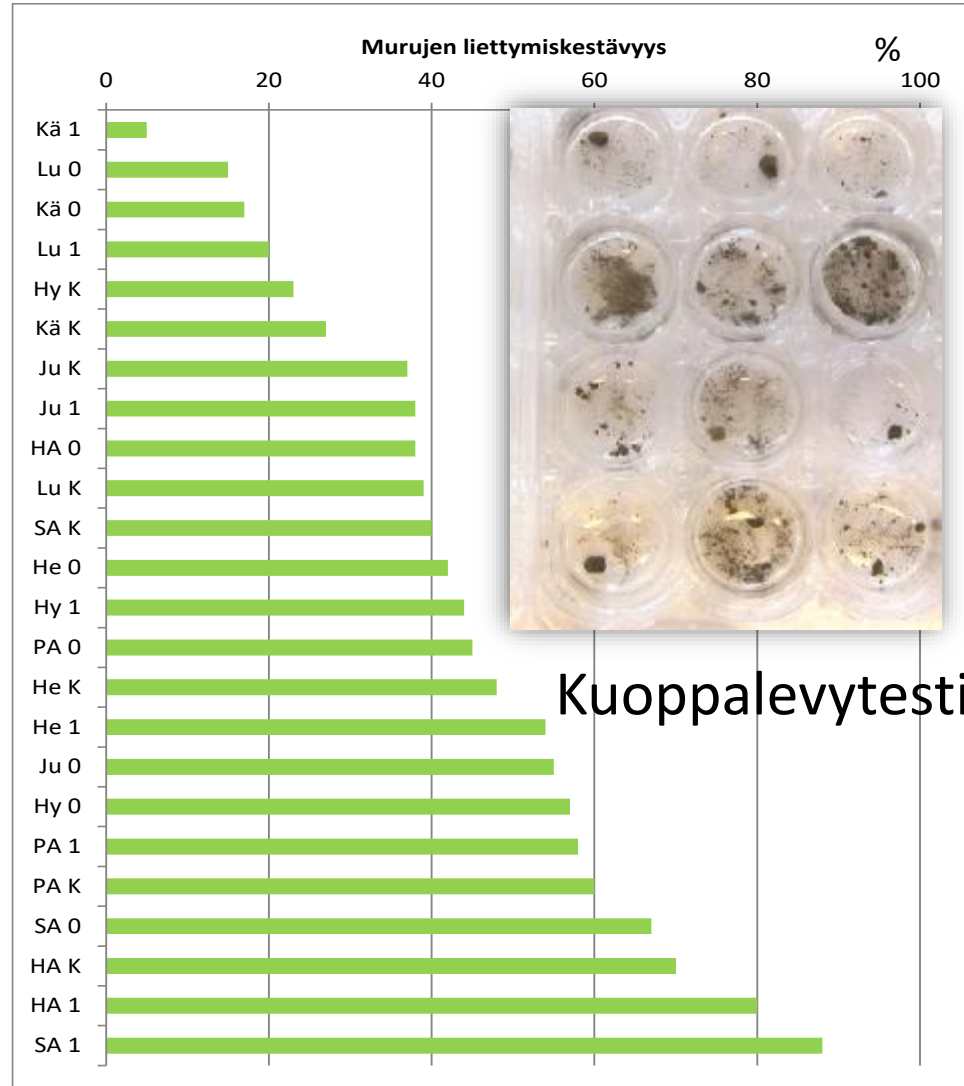 Murujen liettymiskestävyys %
0 20 40 60 80 100
Kä 1
Lu 0
Kä 0
Lu 1
Hy K
Kä K
Ju K
Ju 1
HA 0
Lu K
SA K
He 0
Hy 1
PA 0
He K
Kuoppalevytesti
He 1
Ju 0
Hy 0
PA 1
PA K
SA 0
HA K
HA 1
SA 1